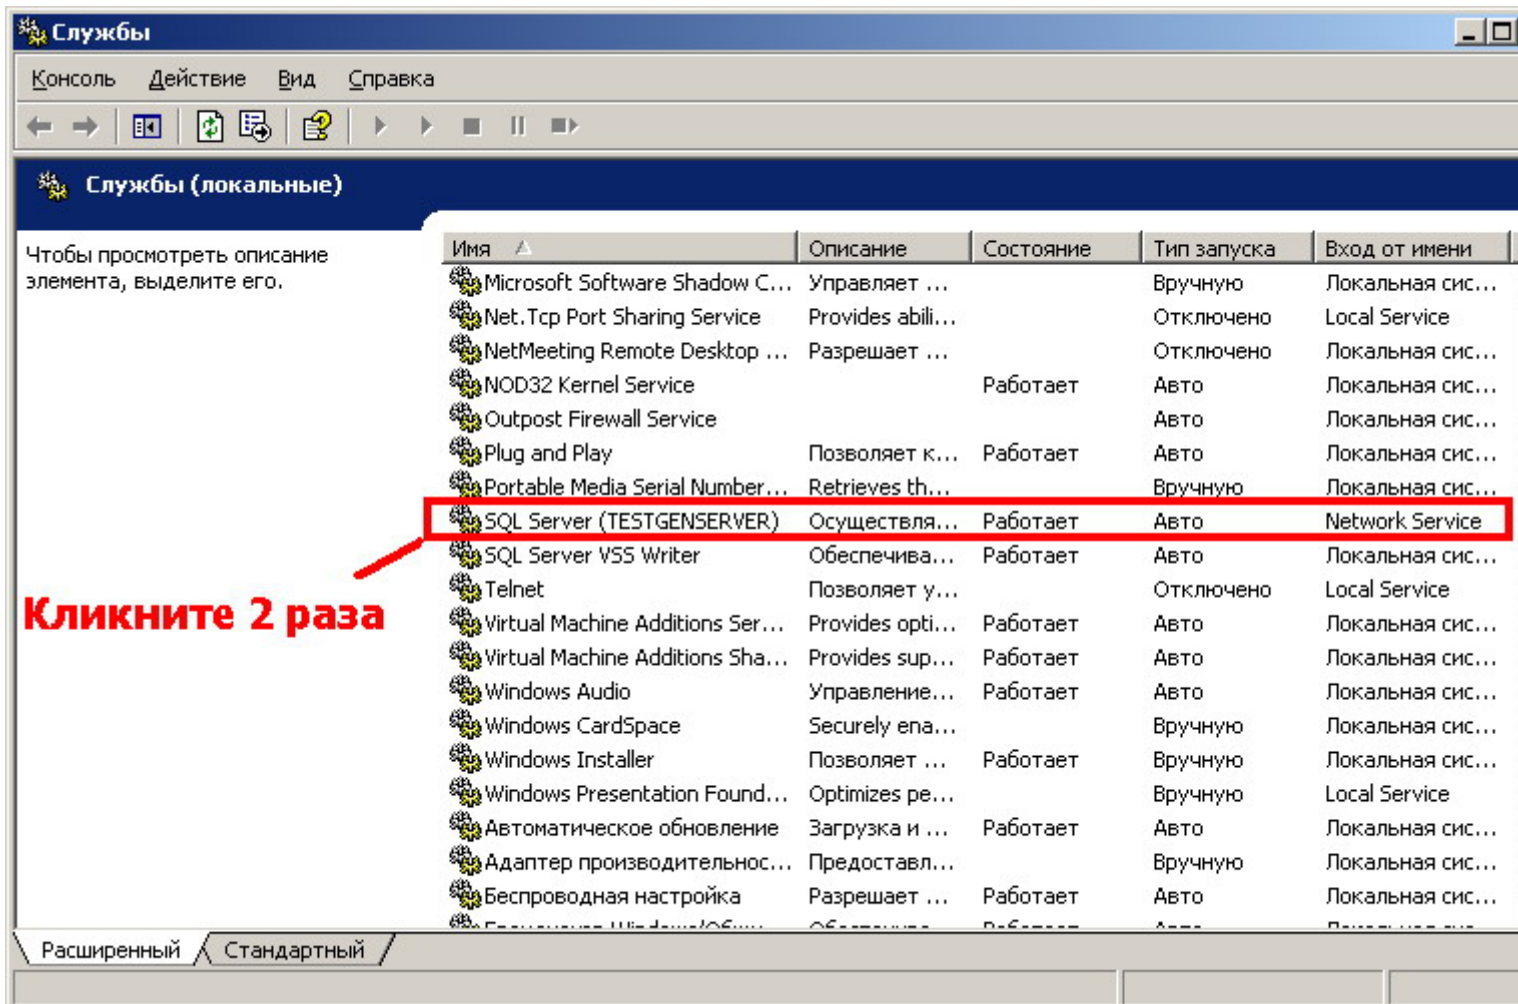 Службы
Консоль Действие Вид Справка
Службы (локальные)
Чтобы просмотреть описание
элемента, выделите его.
Имя Описание Состояние Тип запуска Вход от имени
Microsoft Software Shadow C... Управляет ... Вручную Локальная сис...
Net.Tcp Port Sharing Service Provides abili... Отключено Local Service
NetMeeting Remote Desktop ... Разрешает ... Отключено Локальная сис...
NOD32 Kernel Service Работает Авто Локальная сис...
Outpost Firewall Service Авто Локальная сис...
Plug and Play Позволяет к... Работает Авто Локальная сис...
Portable Media Serial Number... Retrieves th... Вручную Локальная сис...
SQL Server (TESTGENSERVER) Осуществля... Работает Авто Network Service
SQL Server VSS Writer Обеспечива... Работает Авто Локальная сис...
Telnet Позволяет у... Отключено Local Service
Кликните 2 раза
Virtual Machine Additions Ser... Provides opti... Работает Авто Локальная сис...
Virtual Machine Additions Sha... Provides sup... Работает Авто Локальная сис...
Windows Audio Управление... Работает Авто Локальная сис...
Windows CardSpace Securely ena... Вручную Локальная сис...
Windows Installer Позволяет ... Работает Вручную Локальная сис...
Windows Presentation Found... Optimizes pe... Вручную Local Service
Автоматическое обновление Загрузка и ... Работает Авто Локальная сис...
Адаптер производительнос... Предоставл... Вручную Локальная сис...
Беспроводная настройка Разрешает ... Работает Авто Локальная сис...
Расширенный Стандартный